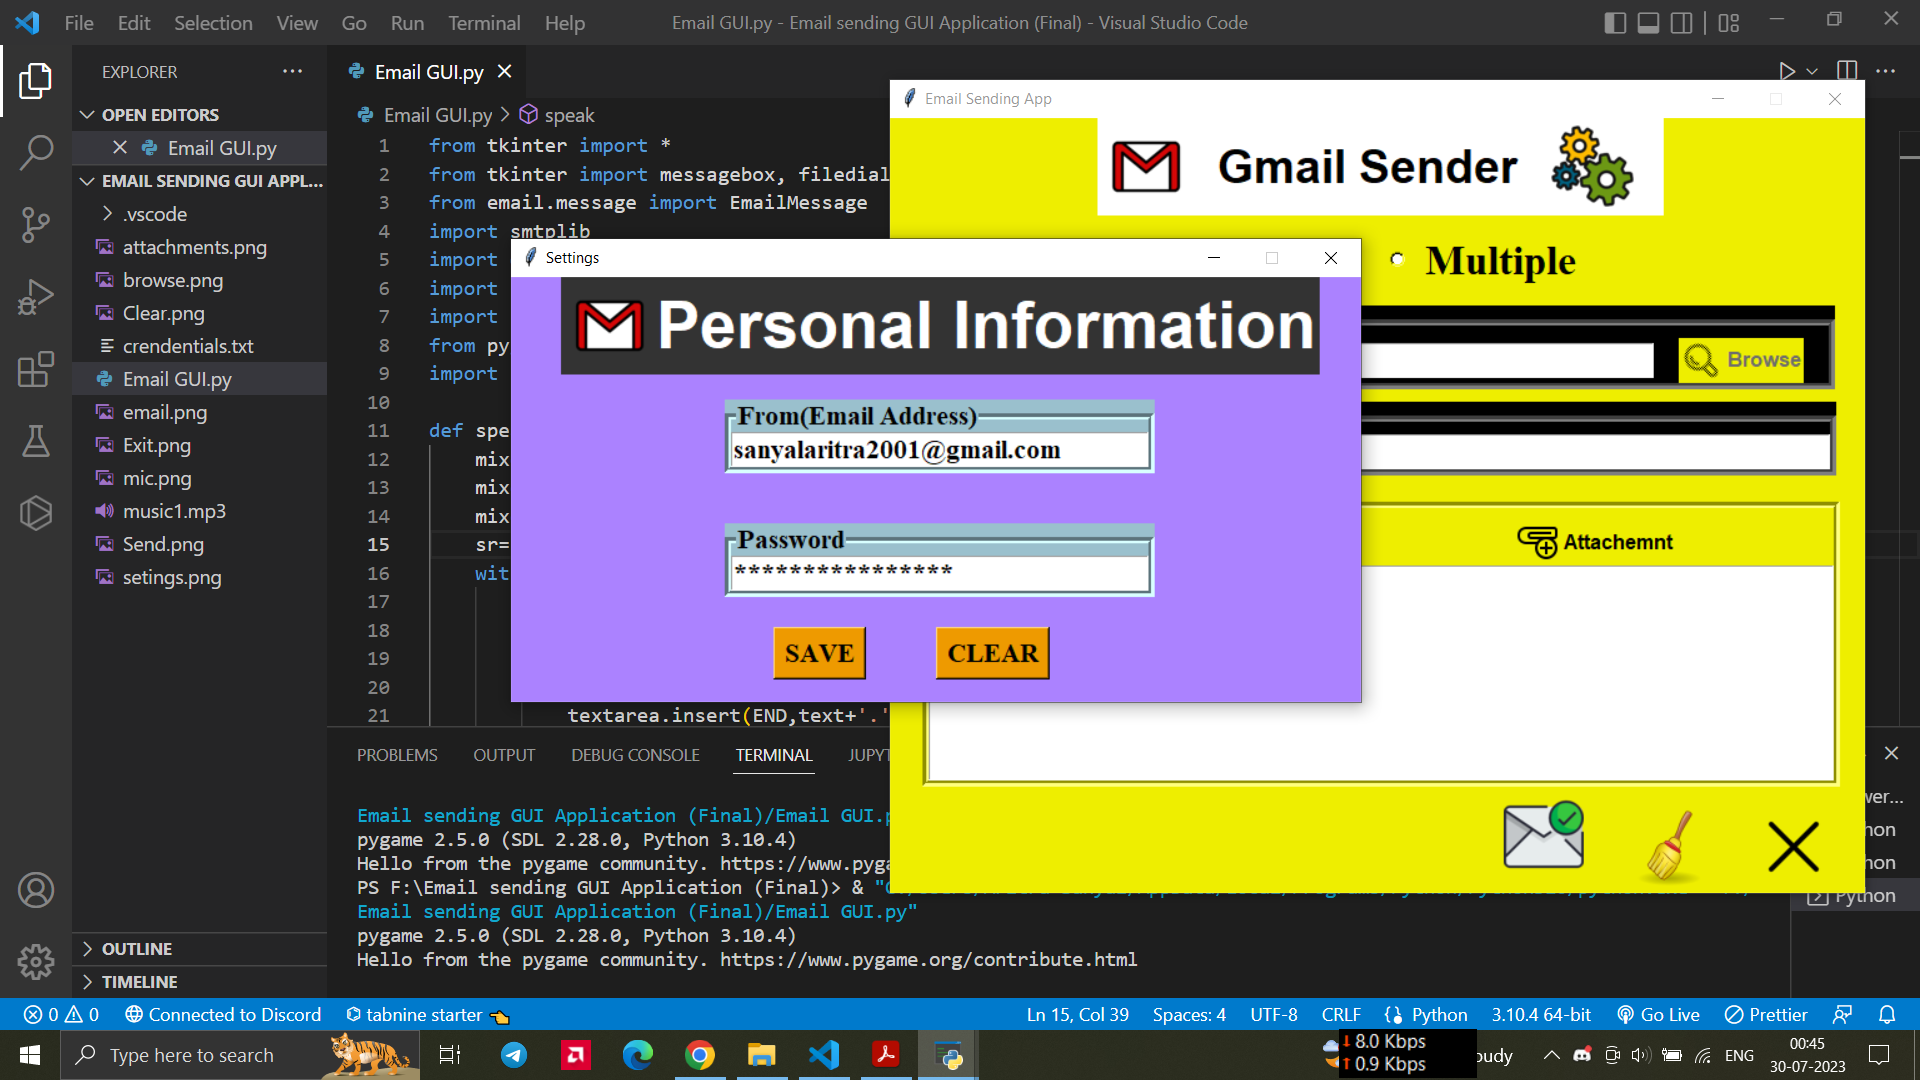 File Edit Selection View Go Run Terminal Help
Email GUI.py - Email sending GUI Application (Final) - Visual Studio Code
EXPLORER
OPEN EDITORS
Email GUI.py
EMAIL SENDING GUI APPL...
.vscode
attachments.png
browse.png
Clear.png
crendentials.txt
Email GUI.py
email.png
Exit.png
mic.png
music1.mp3
Send.png
setings.png
OUTLINE
TIMELINE
Email GUI.py
Email GUI.py > speak
1 from tkinter import *
2 from tkinter import messagebox, filedial
3 from email.message import EmailMessage
4 import smtplib
5 import
6 import
7 import
8 from py
9 import
10
11 def spe
12 mix
13 mix
14 mix
15 sr=
16 wit
17
18
19
20
21 textarea.insert(END,text+'.'
Email Sending App
Gmail Sender
Multiple
Browse
Attachemnt
Settings
Personal Information
From(Email Address)
sanyalaritra2001@gmail.com
Password
****************
SAVE CLEAR
PROBLEMS OUTPUT DEBUG CONSOLE TERMINAL JUPYT
Email sending GUI Application (Final)/Email GUI.p
pygame 2.5.0 (SDL 2.28.0, Python 3.10.4)
Hello from the pygame community. https://www.pyga
PS F:\Email sending GUI Application (Final)> & "
Email sending GUI Application (Final)/Email GUI.py"
pygame 2.5.0 (SDL 2.28.0, Python 3.10.4)
Hello from the pygame community. https://www.pygame.org/contribute.html
wer...
hon
hon
Python
0 0 Connected to Discord tabnine starter
Ln 15, Col 39 Spaces: 4 UTF-8 CRLF Python 3.10.4 64-bit Go Live Prettier
Type here to search
8.0 Kbps
0.9 Kbps
oudy
ENG
00:45
30-07-2023